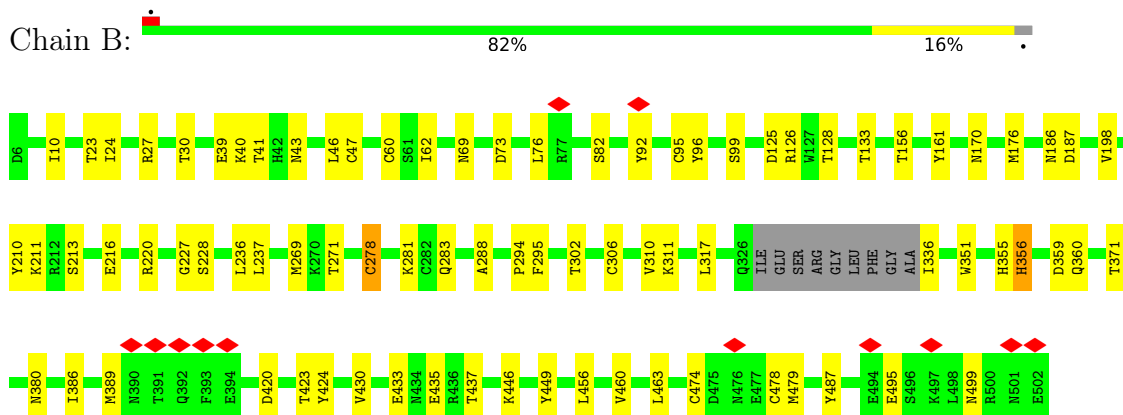 Chain B:
82% 16%
D6 I10 T23 I24 R27 T30 E39 K40 T41 H42 N43 L46 C47 C60 S61 I62 N69 D73 L76 R77 S82 Y92 C95 Y96 S99 D125 R126 W127 T128 T133 T156 Y161 N170 M176 N186 D187 V198
Y210 K211 R212 S213 E216 R220 G227 S228 L236 L237 M269 K270 T271 C278 K281 C282 Q283 A288 P294 F295 T302 C306 V310 K311 L317 Q326 ILE GLU SER ARG GLY LEU PHE GLY ALA I336 W351 H355 H356 D359 Q360 T371
N380 I386 M389 N390 T391 Q392 F393 E394 D420 T423 Y424 V430 E433 N434 E435 R436 T437 K446 Y449 L456 V460 L463 C474 D475 N476 E477 C478 M479 Y487 E494 E495 S496 K497 L498 N499 R500 N501 E502